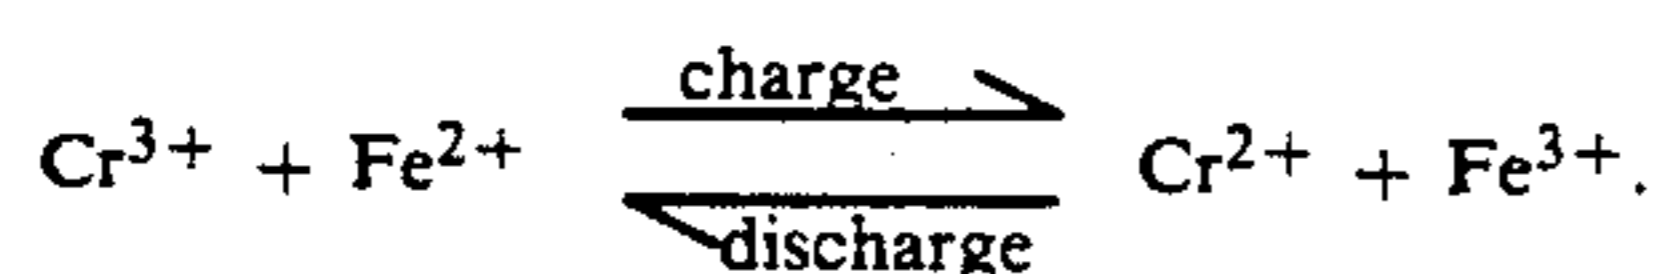 charge
Cr³⁺ + Fe²⁺ ⇌ Cr²⁺ + Fe³⁺.
discharge